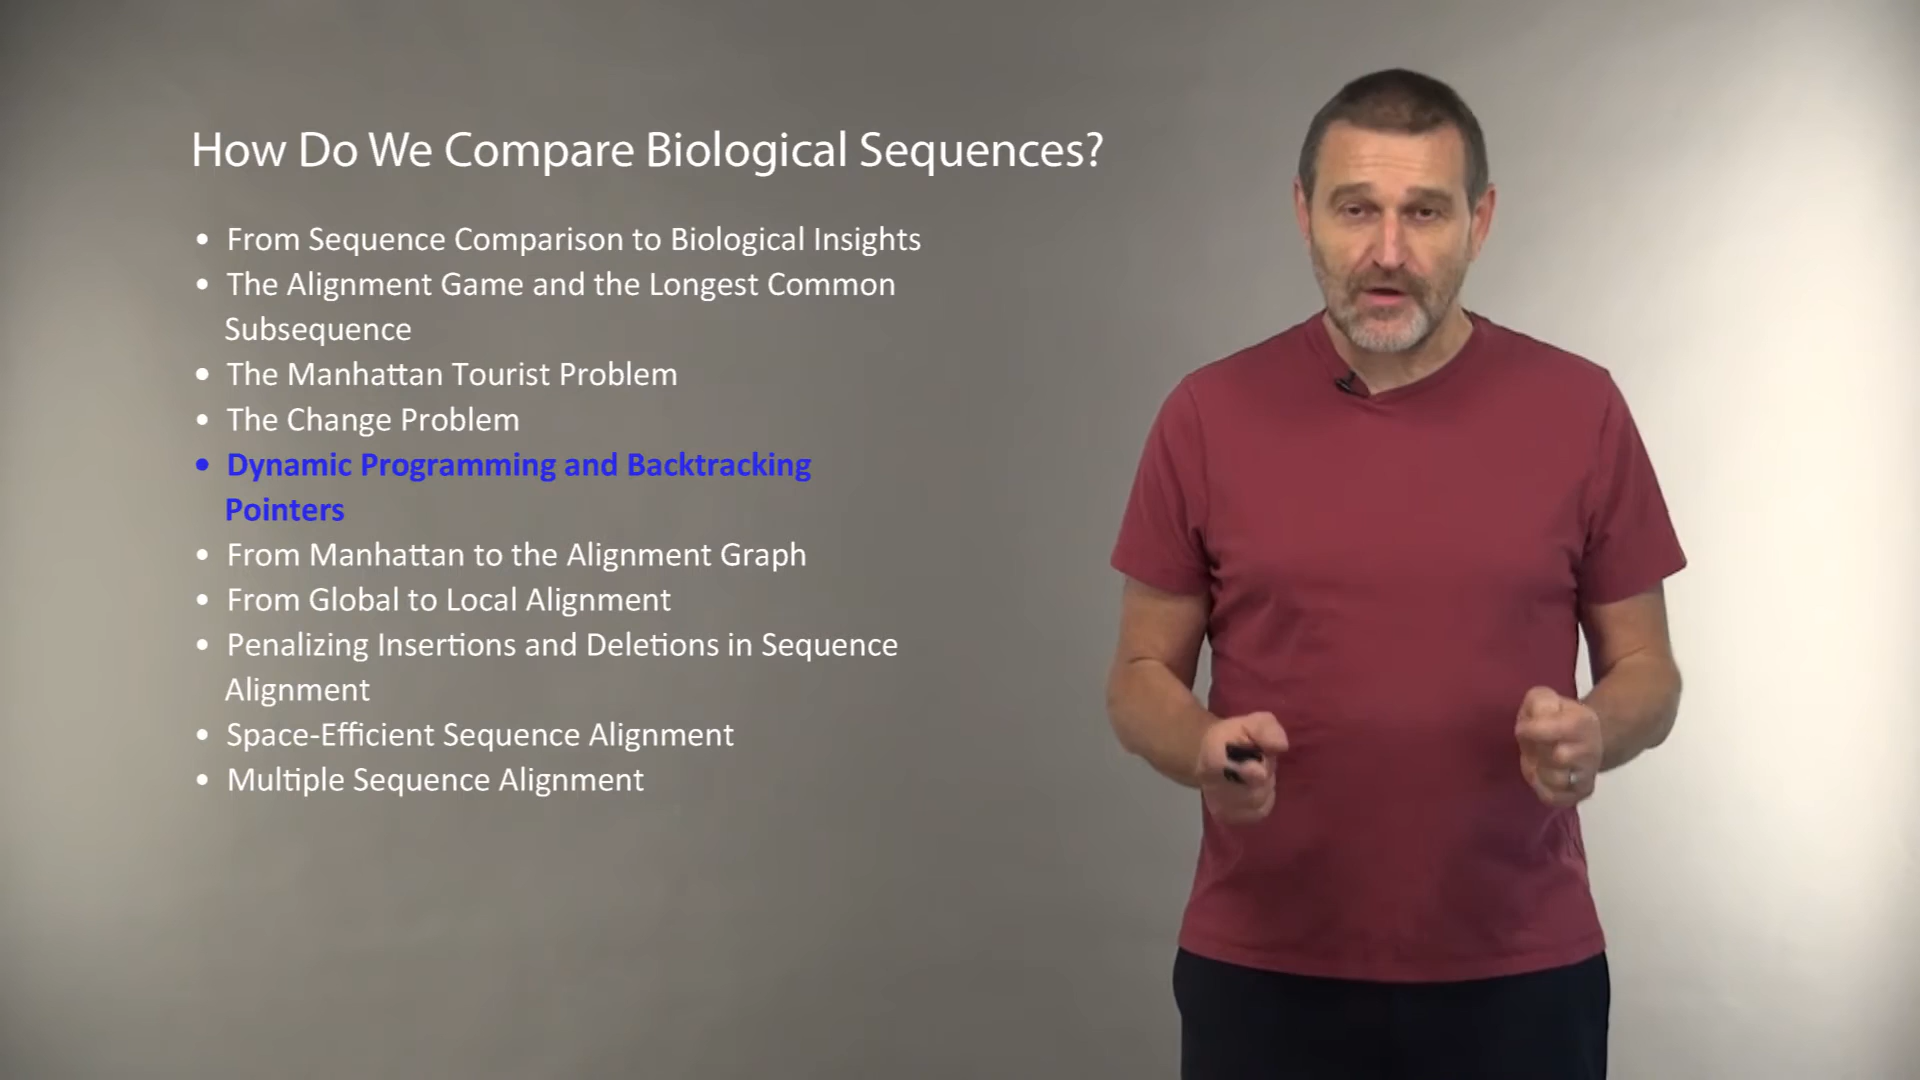 How Do We Compare Biological Sequences?
• From Sequence Comparison to Biological Insights
• The Alignment Game and the Longest Common
Subsequence
• The Manhattan Tourist Problem
• The Change Problem
• Dynamic Programming and Backtracking
Pointers
• From Manhattan to the Alignment Graph
• From Global to Local Alignment
• Penalizing Insertions and Deletions in Sequence
Alignment
• Space-Efficient Sequence Alignment
• Multiple Sequence Alignment